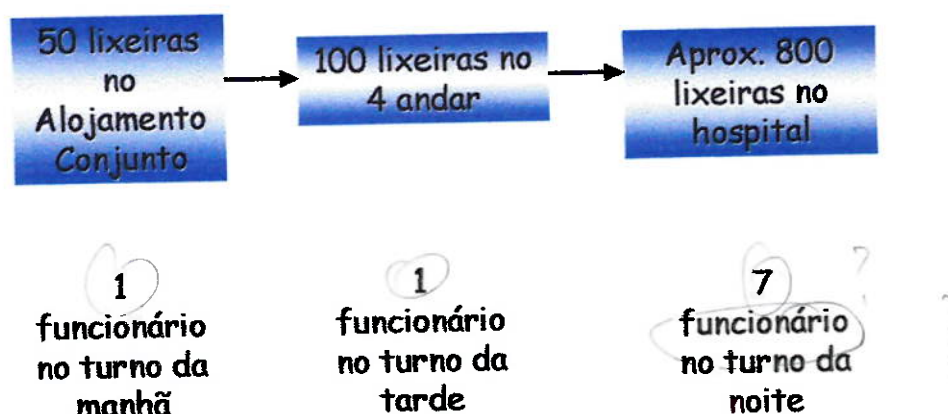 50 lixeiras
no
Alojamento
Conjunto
100 lixeiras no
4 andar
Aprox. 800
lixeiras no
hospital
1
funcionário
no turno da
manhã
1
funcionário
no turno da
tarde
7
funcionário
no turno da
noite
?